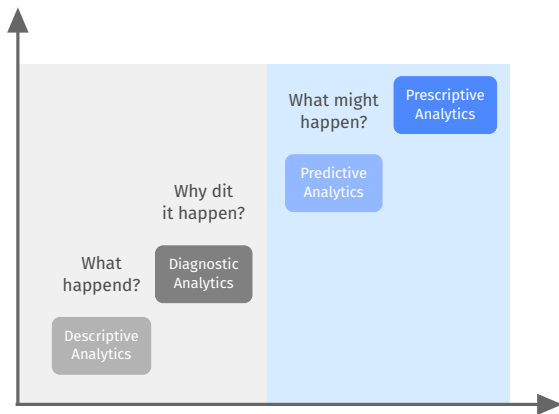 What might
happen?
Prescriptive
Analytics
Predictive
Analytics
Why dit
it happen?
What
happend?
Diagnostic
Analytics
Descriptive
Analytics